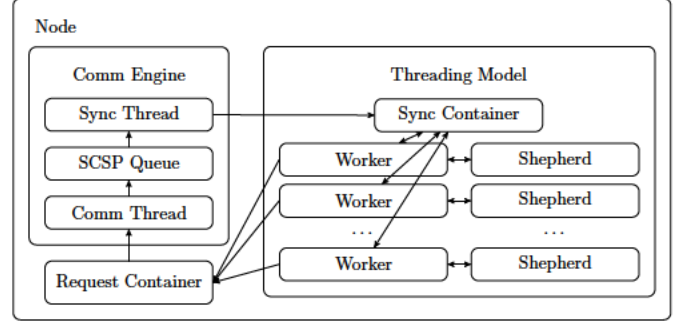 Node
Comm Engine
Sync Thread
SCSP Queue
Comm Thread
Request Container
Threading Model
Sync Container
Worker
Shepherd
Worker
Shepherd
... ...
Worker
Shepherd